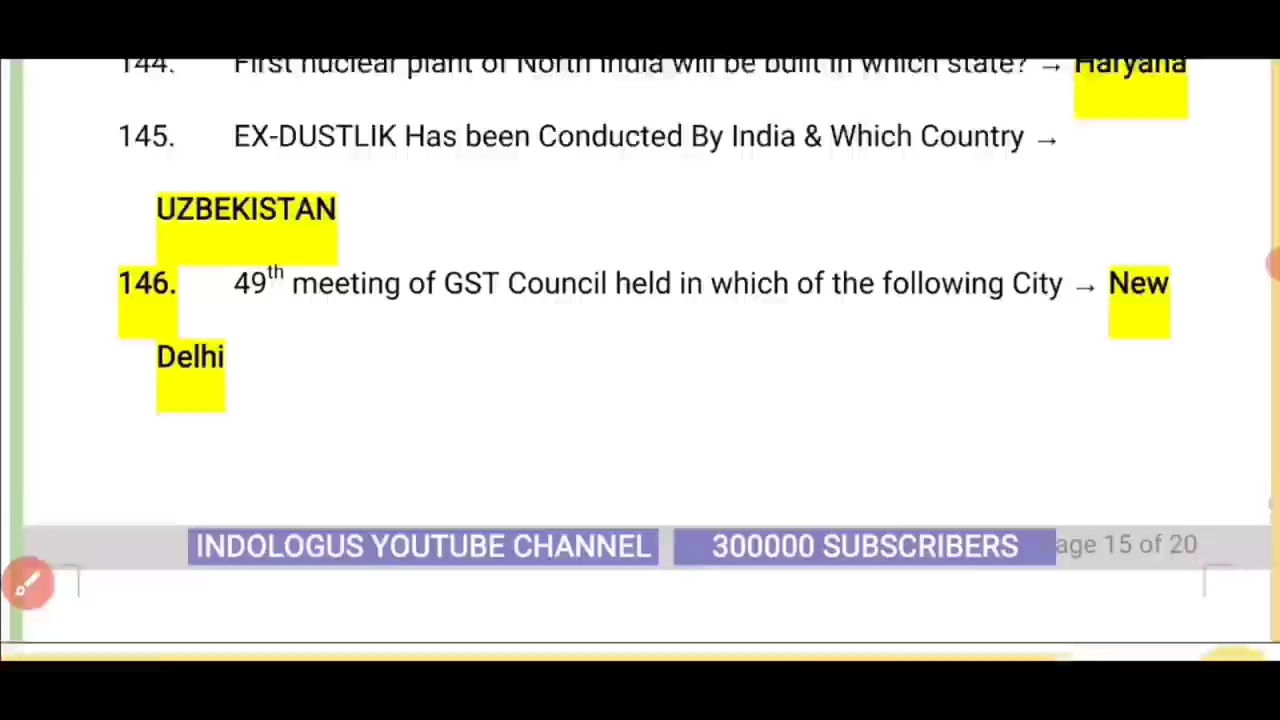 144. First nuclear plant of North India will be built in which state? → Haryana
145. EX-DUSTLIK Has been Conducted By India & Which Country →
UZBEKISTAN
146. 49th meeting of GST Council held in which of the following City → New
Delhi
INDOLOGUS YOUTUBE CHANNEL 300000 SUBSCRIBERS age 15 of 20